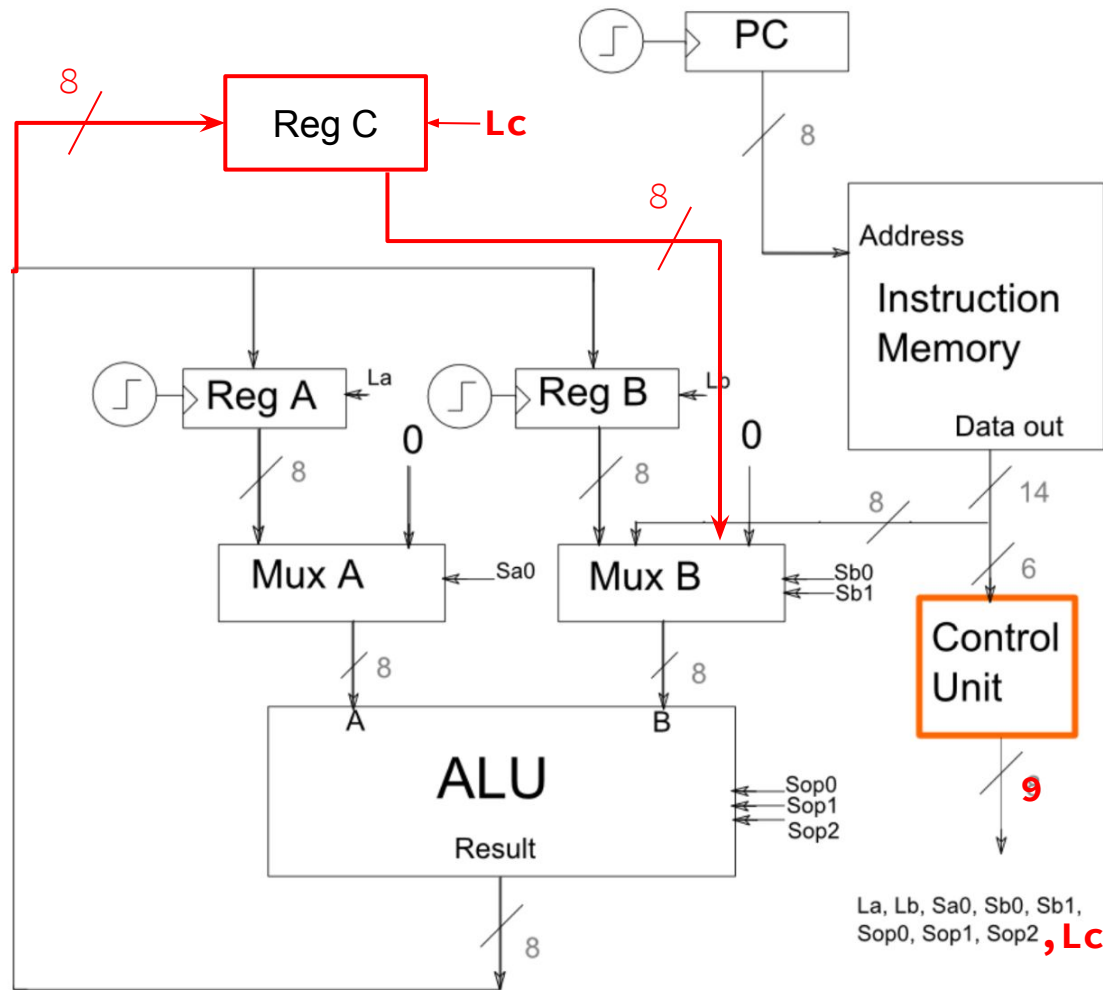 PC
8
Reg C
Lc
8
8
Address
Instruction
Memory
Data out
La
Reg A
Lb
Reg B
0
0
8
8
8
14
6
Mux A
Sa0
Mux B
Sb0
Sb1
Control
Unit
8
8
A
B
ALU
Sop0
Sop1
Sop2
Result
9
8
La, Lb, Sa0, Sb0, Sb1,
Sop0, Sop1, Sop2 , Lc